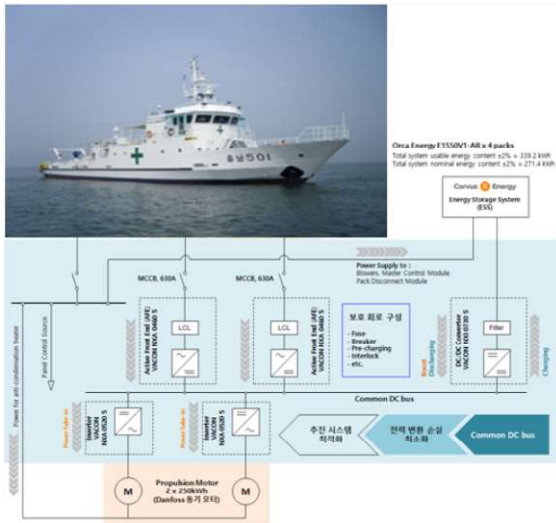 충남501
Orca Energy E1550V1-AR x 4 packs
Total system usable energy content ±2% = 339.2 kWh
Total system nominal energy content ±2% = 271.4 kWh
Corvus Energy
Energy Storage System
(ESS)
MCCB, 630A
MCCB, 630A
Power Supply to :
Blowers, Master Control Module,
Pack Disconnect Module
Power for anti-condensation heater
Panel Control Source
Active Front End (AFE)
VACON NXA 0460 5
LCL
Active Front End (AFE)
VACON NXA 0460 5
LCL
보호 회로 구성
- Fuse
- Breaker
- Pre-charging
- Interlock
- etc.
Boost
Discharging
DC/DC Converter
VACON NXI 0730 5
Filter
Charging
Common DC bus
Power Take-in
Inverter
VACON
NXA 0520 5
Power Take-in
Inverter
VACON
NXA 0520 5
추진 시스템
최적화
전력 변환 손실
최소화
Common DC bus
M
Propulsion Motor
2 x 250kWh
(Danfoss 동기 모터)
M